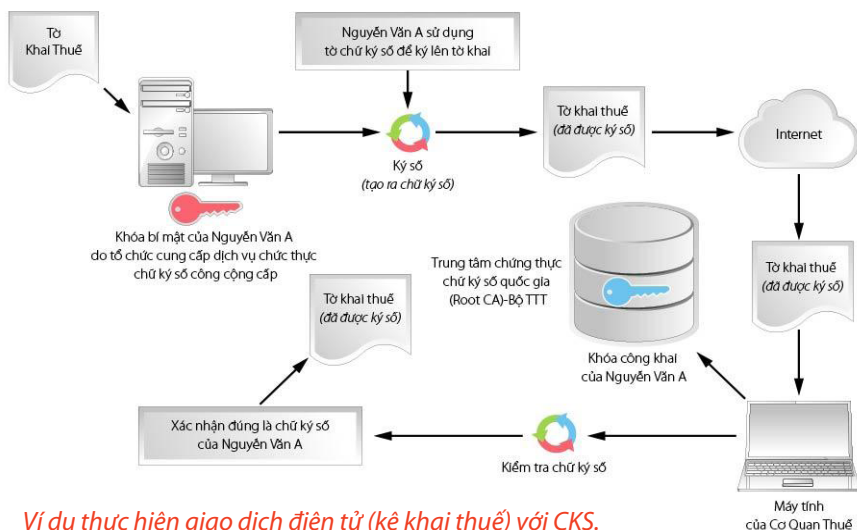 Tờ
Khai Thuế
Nguyễn Văn A sử dụng
tờ chữ ký số để ký lên tờ khai
Khóa bí mật của Nguyễn Văn A
do tổ chức cung cấp dịch vụ chức thực
chữ ký số công cộng cấp
Ký số
(tạo ra chữ ký số)
Tờ khai thuế
(đã được ký số)
Internet
Tờ khai thuế
(đã được ký số)
Trung tâm chứng thực
chữ ký số quốc gia
(Root CA)-Bộ TTT
Khóa công khai
của Nguyễn Văn A
Máy tính
của Cơ Quan Thuế
Kiểm tra chữ ký số
Xác nhận đúng là chữ ký số
của Nguyễn Văn A
Tờ khai thuế
(đã được ký số)
Ví dụ thực hiện giao dịch điện tử (kê khai thuế) với CKS.